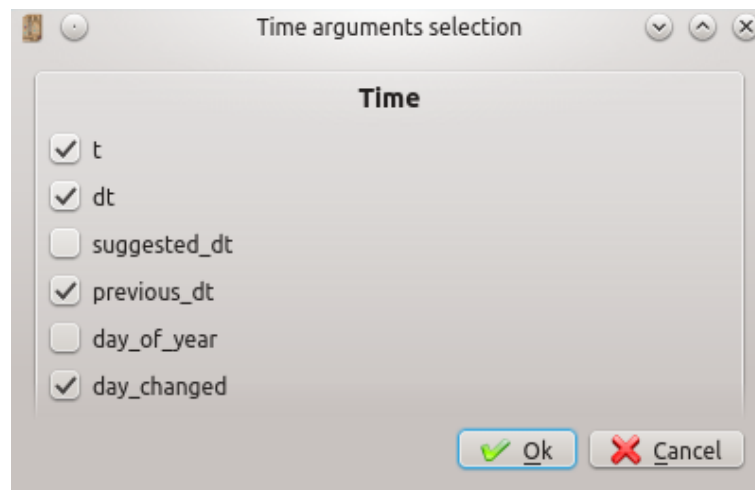 Time arguments selection
Time
t
dt
suggested_dt
previous_dt
day_of_year
day_changed
Ok Cancel